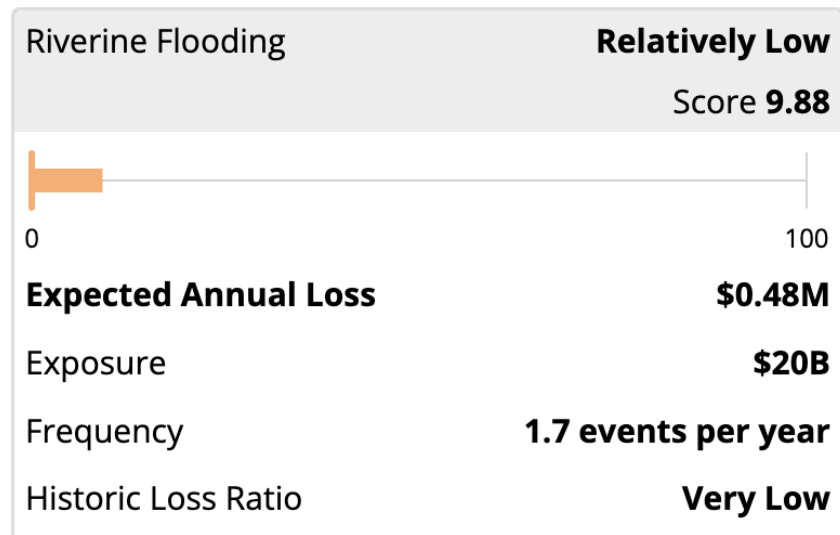 Riverine Flooding Relatively Low
Score 9.88
0 100
Expected Annual Loss $0.48M
Exposure $20B
Frequency 1.7 events per year
Historic Loss Ratio Very Low